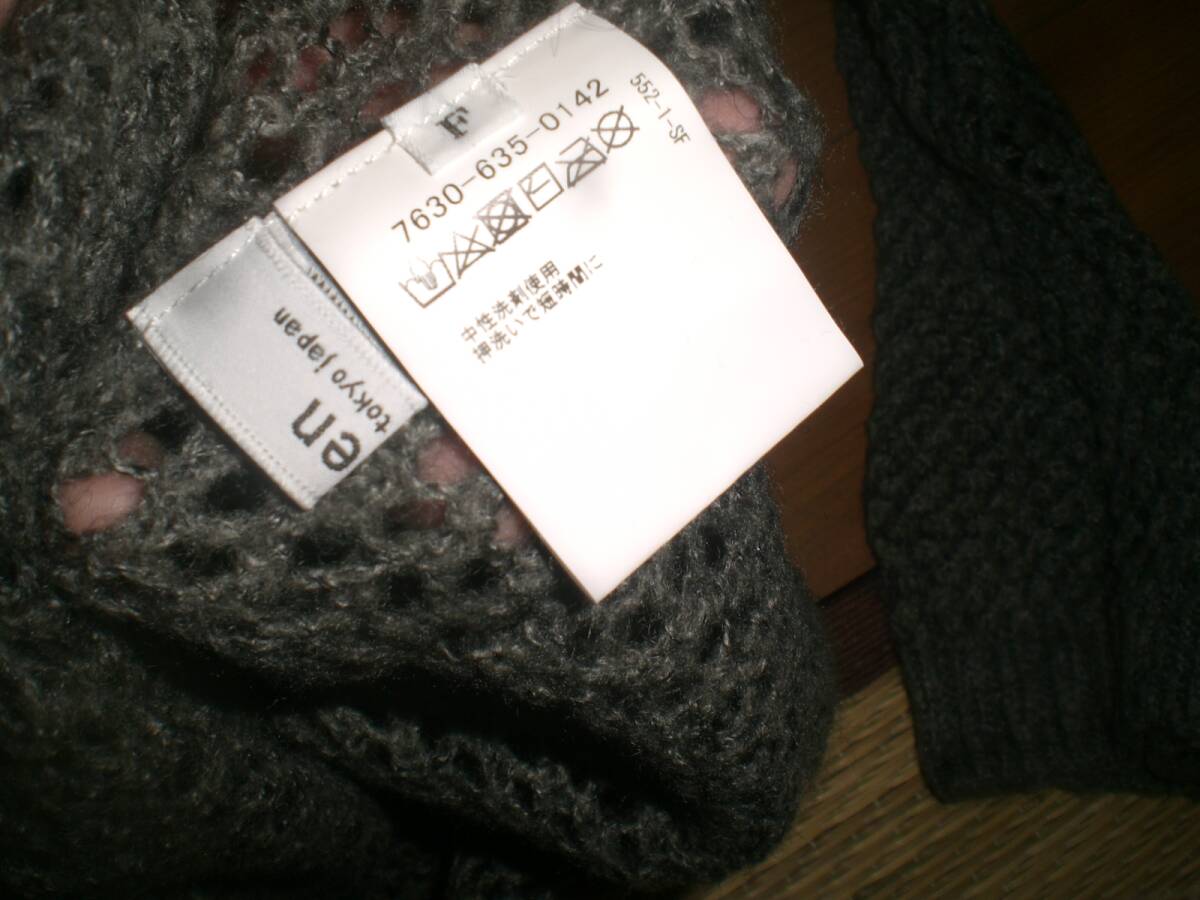 F
552-1-SF
7630-635-0142
中性洗剤使用
押洗いで短時間に
en
tokyo japan